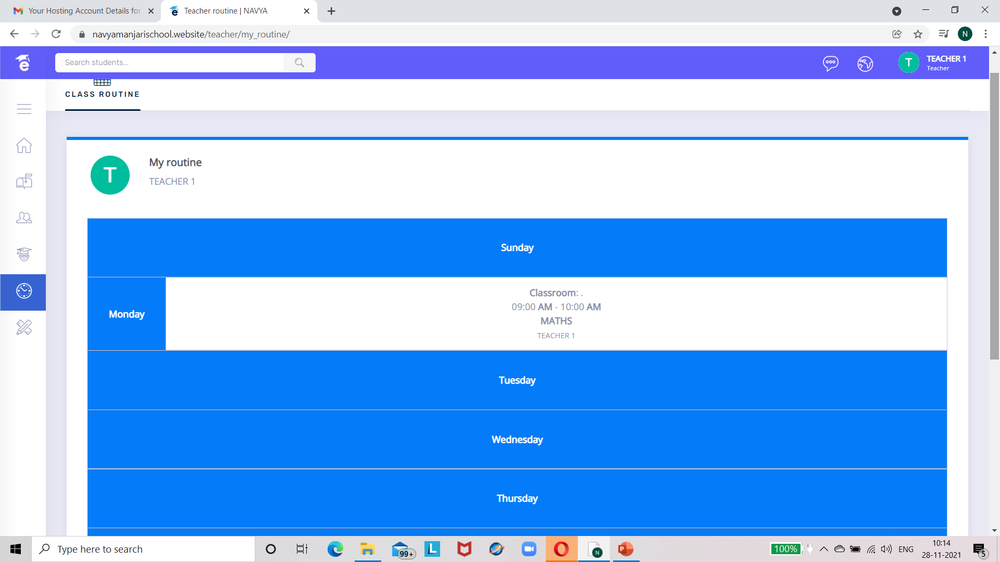 Your Hosting Account Details for
Teacher routine | NAVYA
navyamanjarischool.website/teacher/my_routine/
N
e
Search students...
T
TEACHER 1
Teacher
CLASS ROUTINE
T
My routine
TEACHER 1
Sunday
Monday
Classroom: .
09:00 AM - 10:00 AM
MATHS
TEACHER 1
Tuesday
Wednesday
Thursday
Type here to search
99+
L
N
P
100%
ENG
10:14
28-11-2021
5